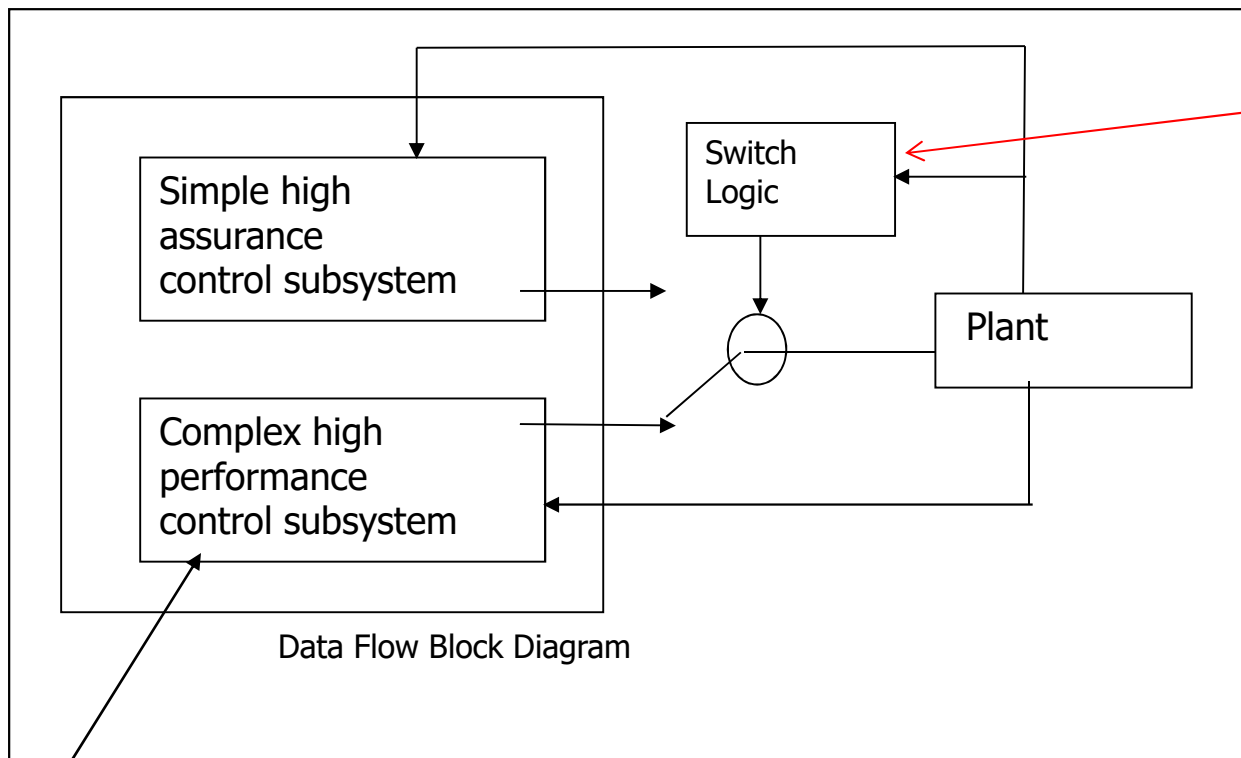 Simple high
assurance
control subsystem
Switch
Logic
Plant
Complex high
performance
control subsystem
Data Flow Block Diagram